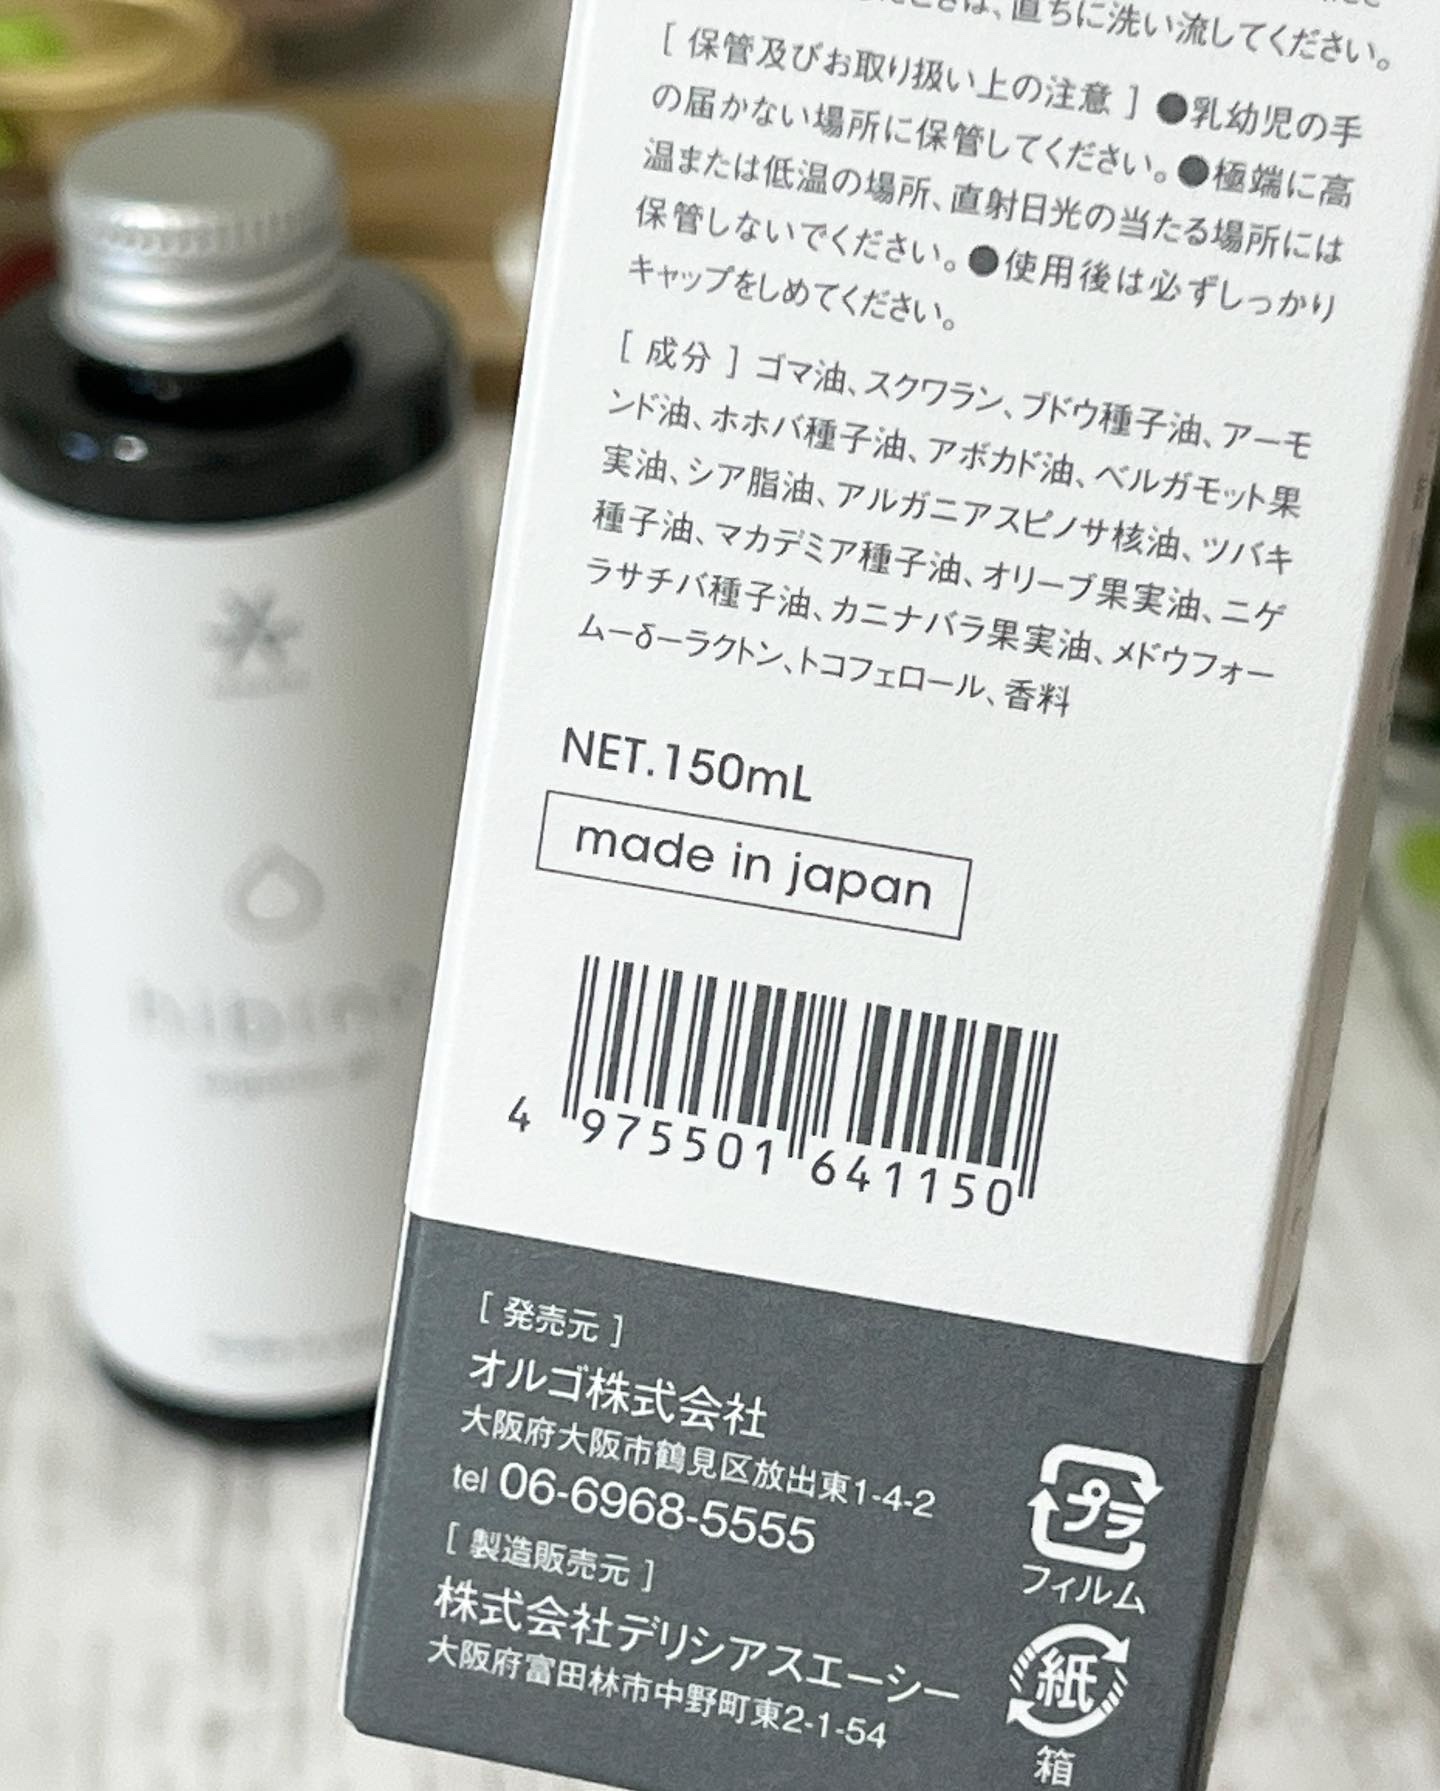 は、直ちに洗い流してください。
[ 保管及びお取り扱い上の注意 ] ●乳幼児の手
の届かない場所に保管してください。●極端に高
温または低温の場所、直射日光の当たる場所には
保管しないでください。●使用後は必ずしっかり
キャップをしめてください。
[ 成分 ] ゴマ油、スクワラン、ブドウ種子油、アーモ
ンド油、ホホバ種子油、アボカド油、ベルガモット果
実油、シア脂油、アルガニアスピノサ核油、ツバキ
種子油、マカデミア種子油、オリーブ果実油、ニゲ
ラサチバ種子油、カニナバラ果実油、メドウフォー
ムーδーラクトン、トコフェロール、香料
NET.150mL
made in japan
4 975501 641150
[ 発売元 ]
オルゴ株式会社
大阪府大阪市鶴見区放出東1-4-2
tel 06-6968-5555
[ 製造販売元 ]
株式会社デリシアスエーシー
大阪府富田林市中野町東2-1-54
プラ
フィルム
紙
箱